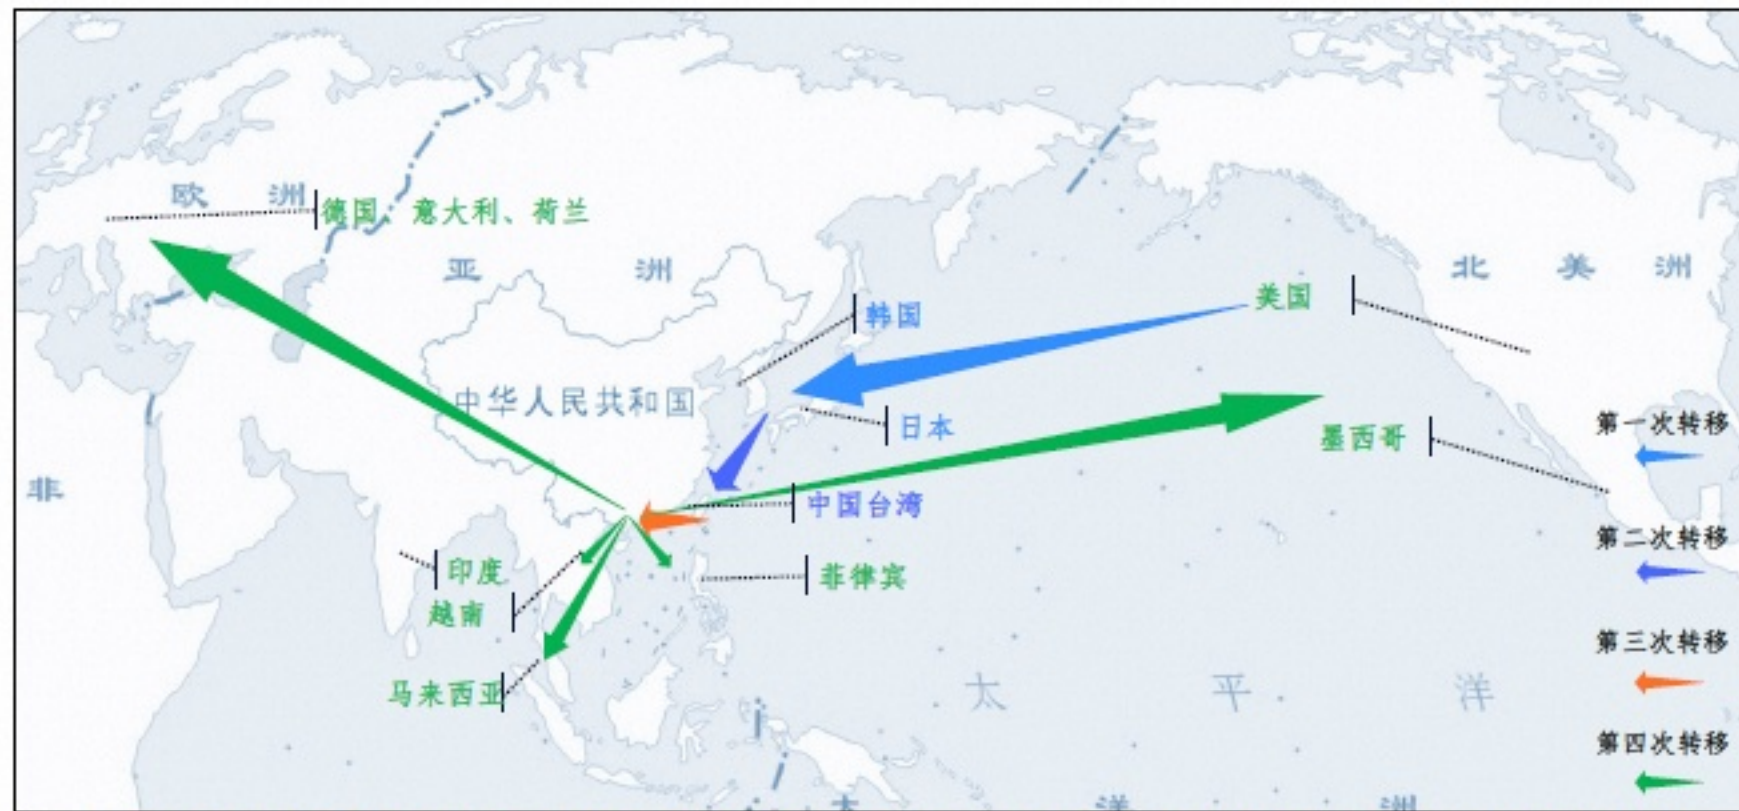 欧洲
德国、意大利、荷兰
亚洲
北美洲
美国
韩国
中华人民共和国
日本
第一次转移
墨西哥
非
中国台湾
第二次转移
印度
菲律宾
越南
第三次转移
马来西亚
太平洋
第四次转移
洋
洲